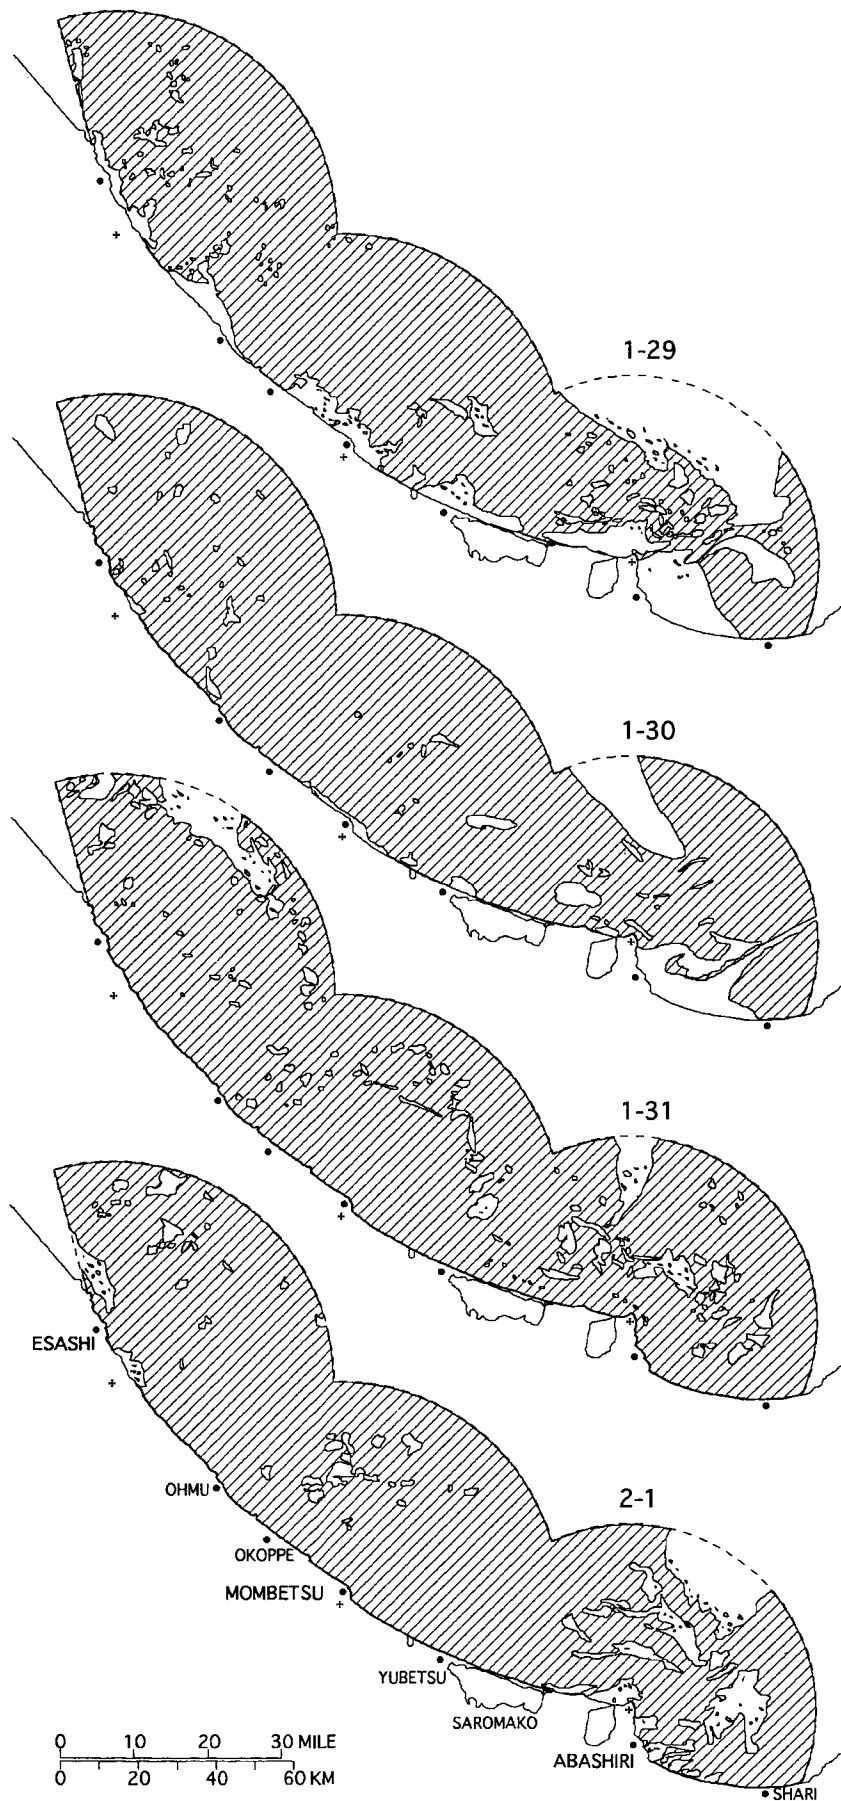 1-29
1-30
1-31
ESASHI
OHMU
2-1
OKOPPE
MOMBETSU
YUBETSU
SAROMAKO
ABASHIRI
SHARI
0 10 20 30 MILE
0 20 40 60 KM